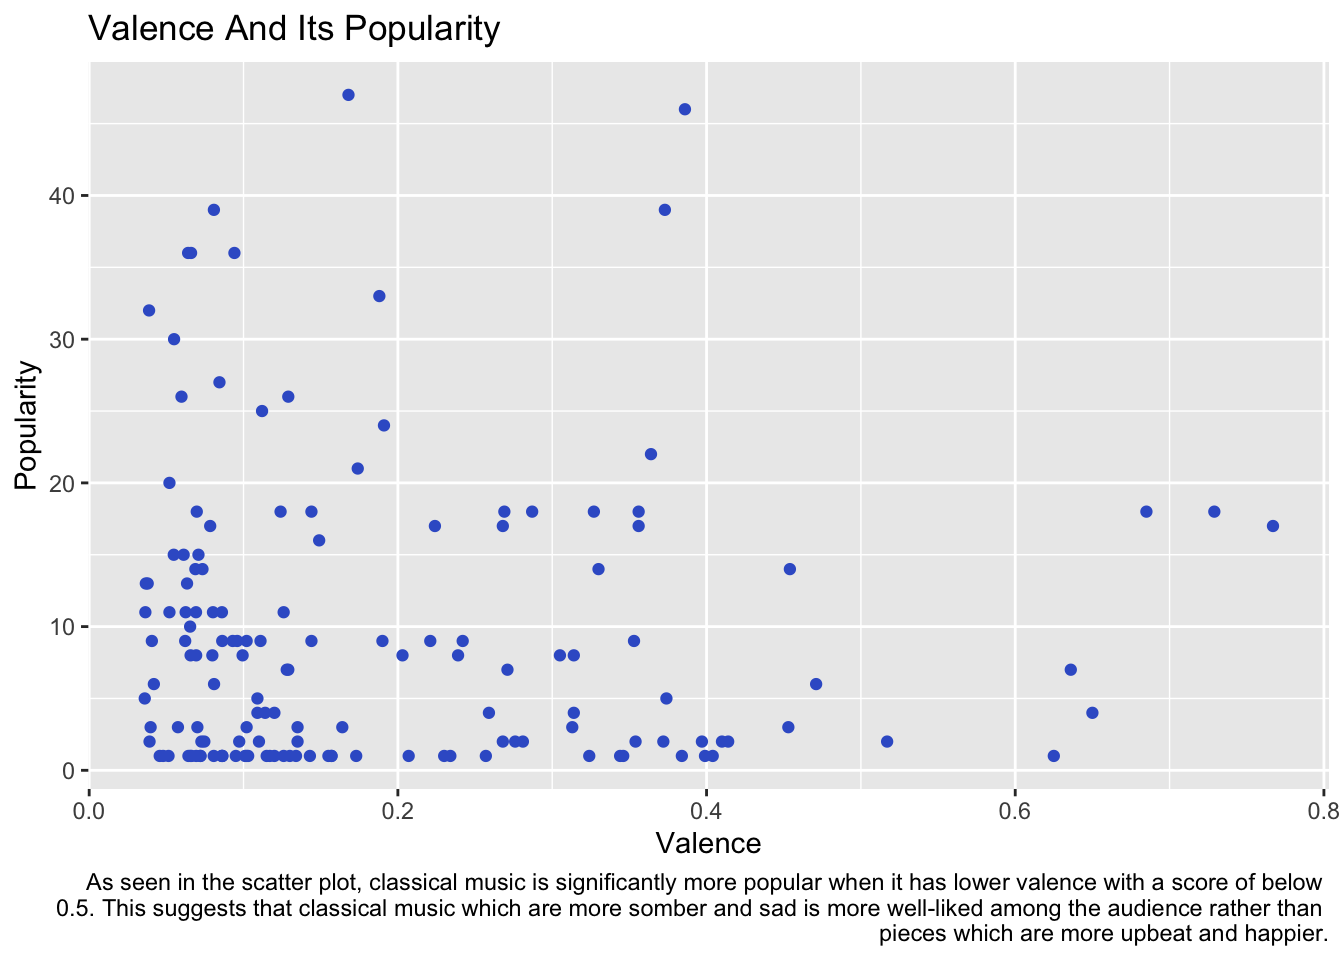 Valence And Its Popularity
Popularity
40
30
20
10
0
0.0 0.2 0.4 0.6 0.8
Valence
As seen in the scatter plot, classical music is significantly more popular when it has lower valence with a score of below
0.5. This suggests that classical music which are more somber and sad is more well-liked among the audience rather than
pieces which are more upbeat and happier.